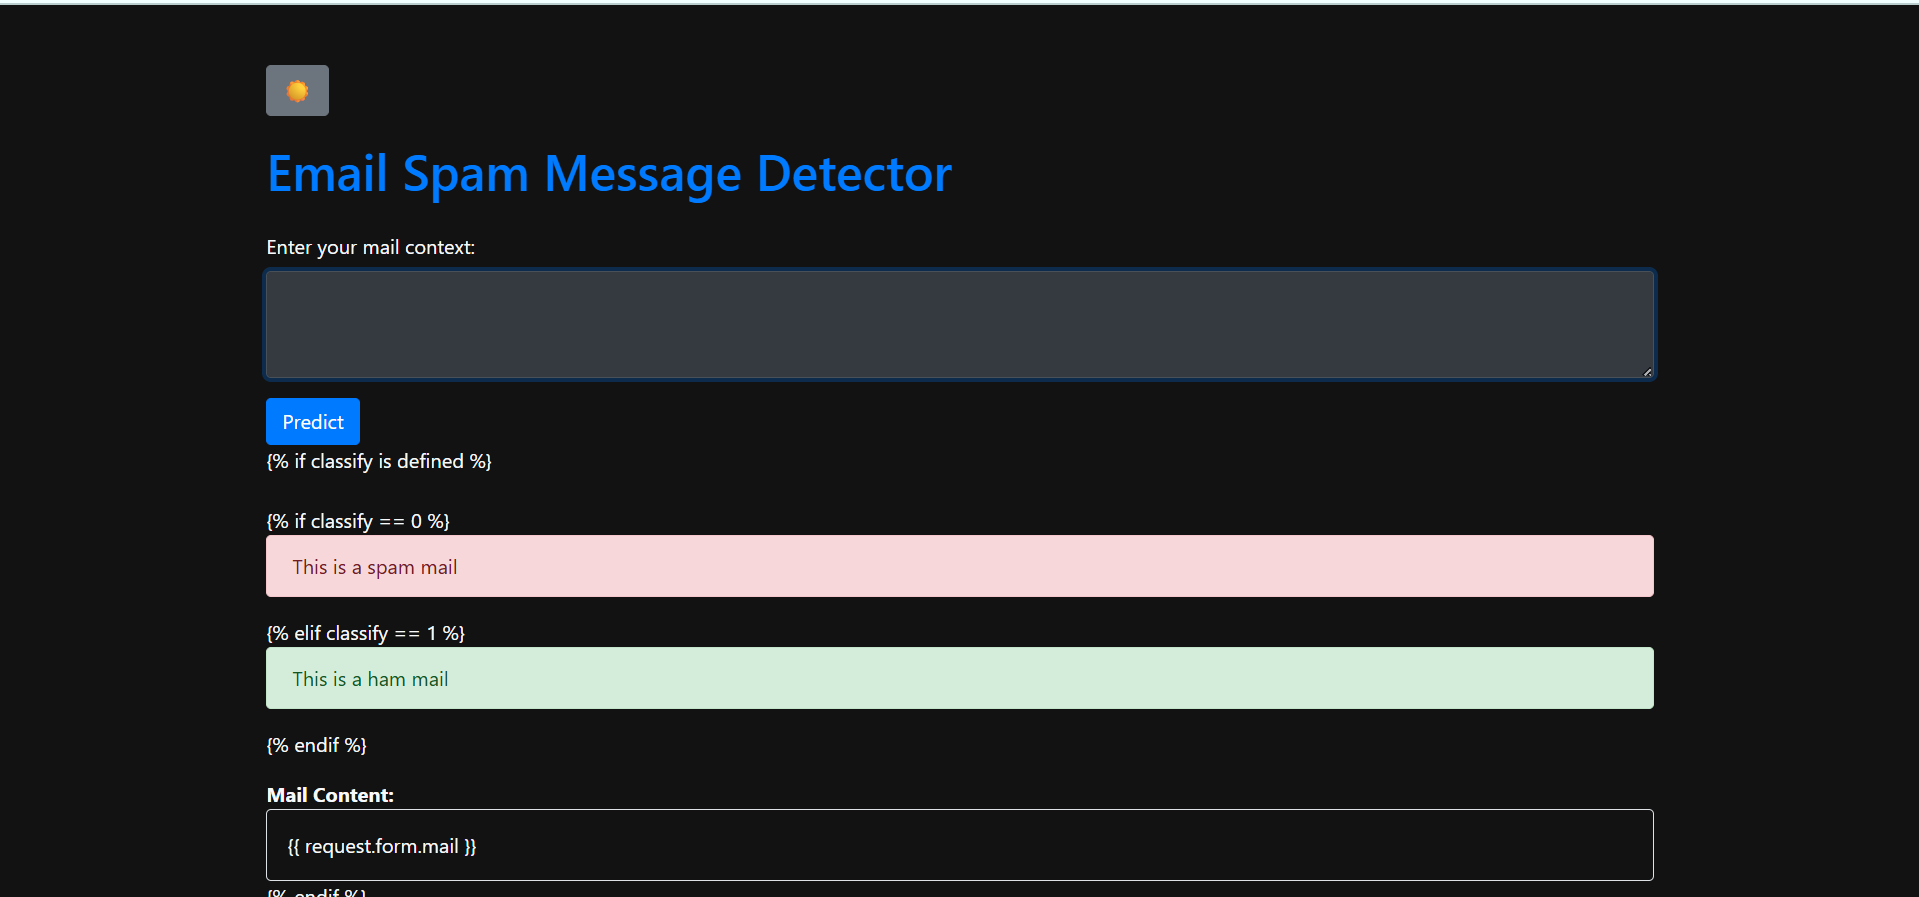 Email Spam Message Detector
Enter your mail context:
Predict
{% if classify is defined %}
{% if classify == 0 %}
This is a spam mail
{% elif classify == 1 %}
This is a ham mail
{% endif %}
Mail Content:
{{ request.form.mail }}
{% endif %}